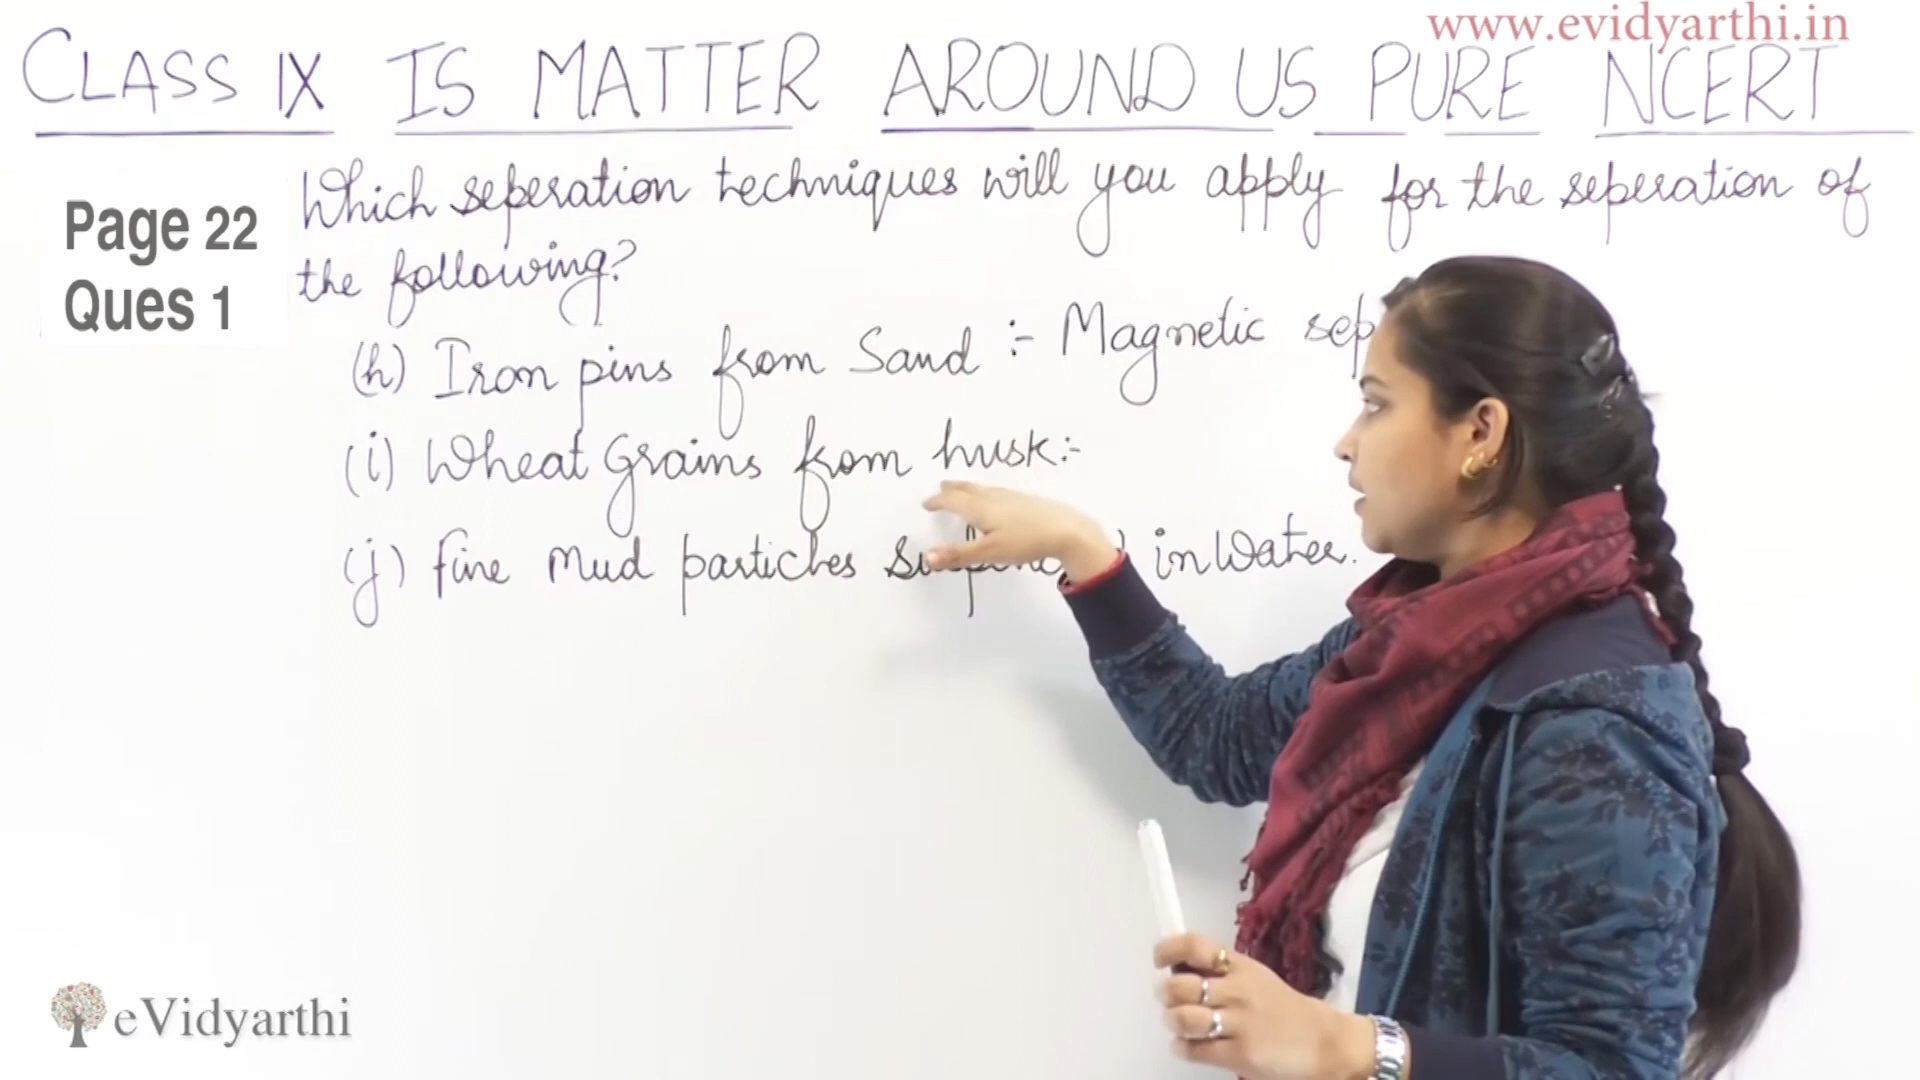 www.evidyarthi.in
CLASS IX IS MATTER AROUND US PURE NCERT
Page 22
Ques 1
Which seperation techniques will you apply for the seperation of
the following?
(h) Iron pins from Sand :- Magnetic sep
(i) Wheat Grains from husk:-
(j) fine Mud particles in Water.
eVidyarthi